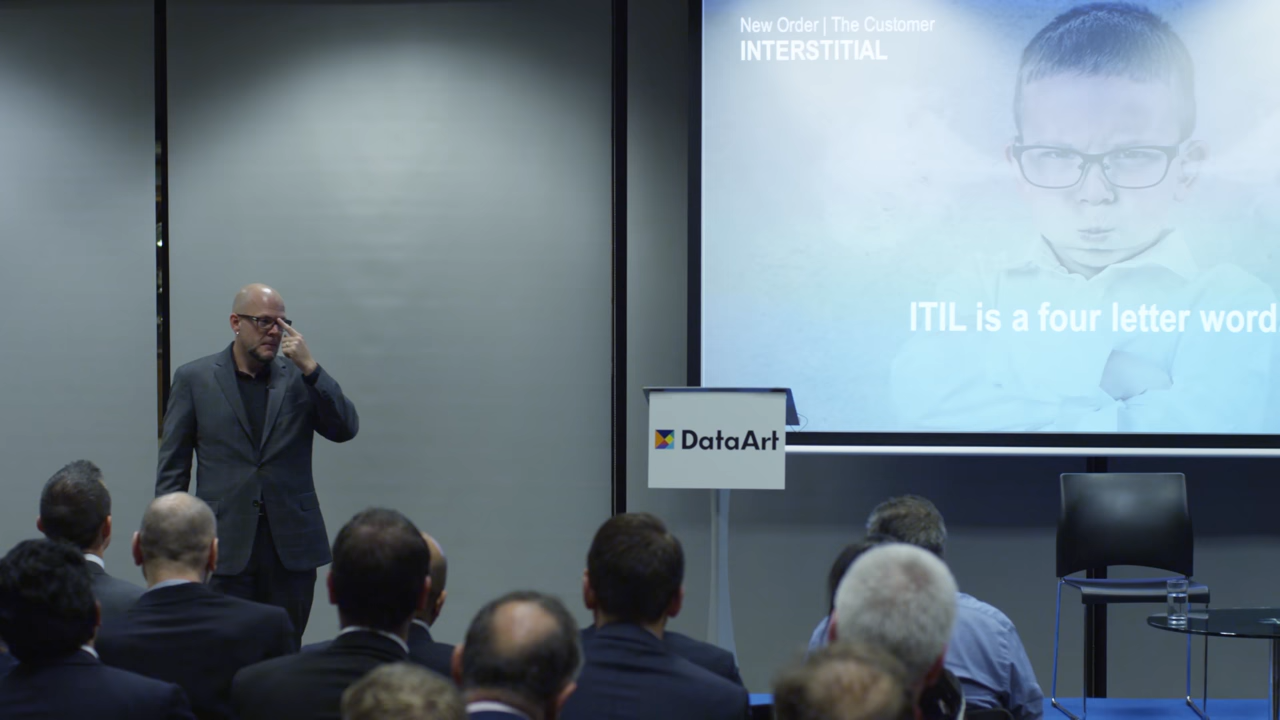 New Order | The Customer
INTERSTITIAL
ITIL is a four letter word
DataArt